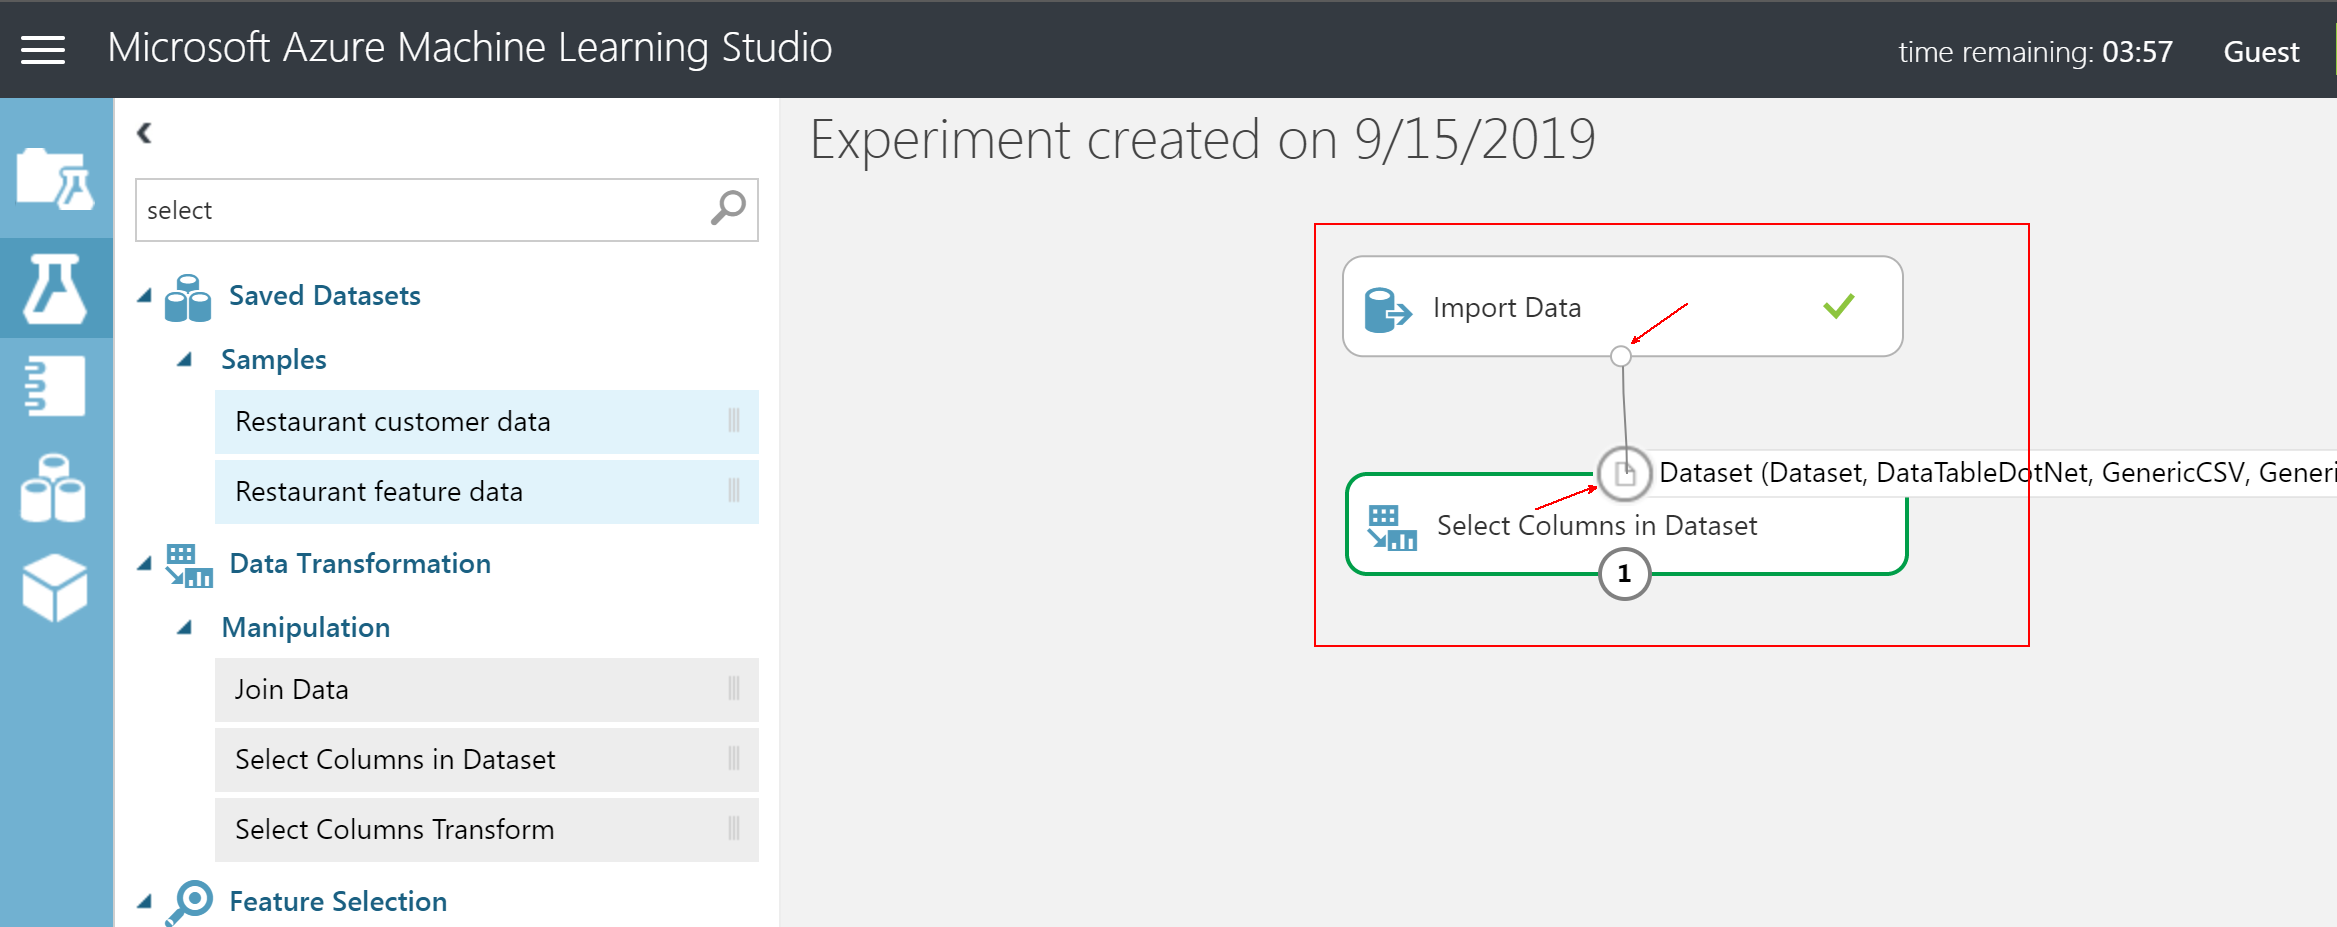 Microsoft Azure Machine Learning Studio
time remaining: 03:57
Guest
Experiment created on 9/15/2019
select
Saved Datasets
Samples
Restaurant customer data
Restaurant feature data
Data Transformation
Manipulation
Join Data
Select Columns in Dataset
Select Columns Transform
Feature Selection
Import Data
Dataset (Dataset, DataTableDotNet, GenericCSV, Generi
Select Columns in Dataset
1